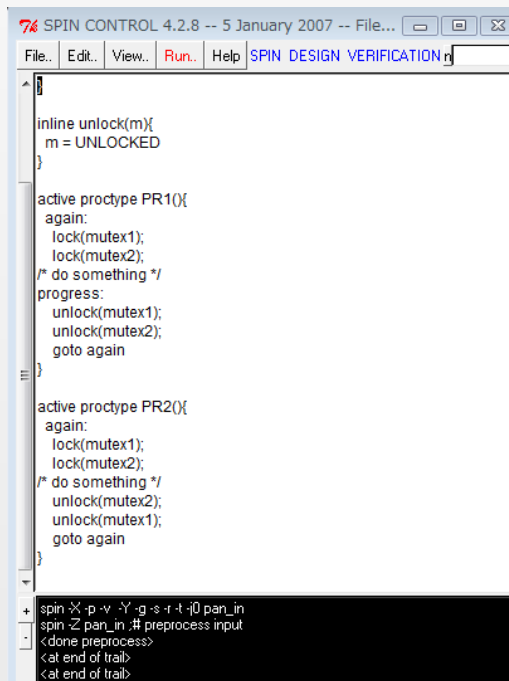 7% SPIN CONTROL 4.2.8 -- 5 January 2007 -- File...
File.. Edit.. View.. Run.. Help SPIN DESIGN VERIFICATION n
}
inline unlock(m){
m = UNLOCKED
}
active proctype PR1(){
again:
lock(mutex1);
lock(mutex2);
/* do something */
progress:
unlock(mutex1);
unlock(mutex2);
goto again
}
active proctype PR2(){
again:
lock(mutex1);
lock(mutex2);
/* do something */
unlock(mutex2);
unlock(mutex1);
goto again
}
+ spin -X -p -v -Y -g -s -r -t -j0 pan_in
- spin -Z pan_in ;# preprocess input
<done preprocess>
<at end of trail>
<at end of trail>